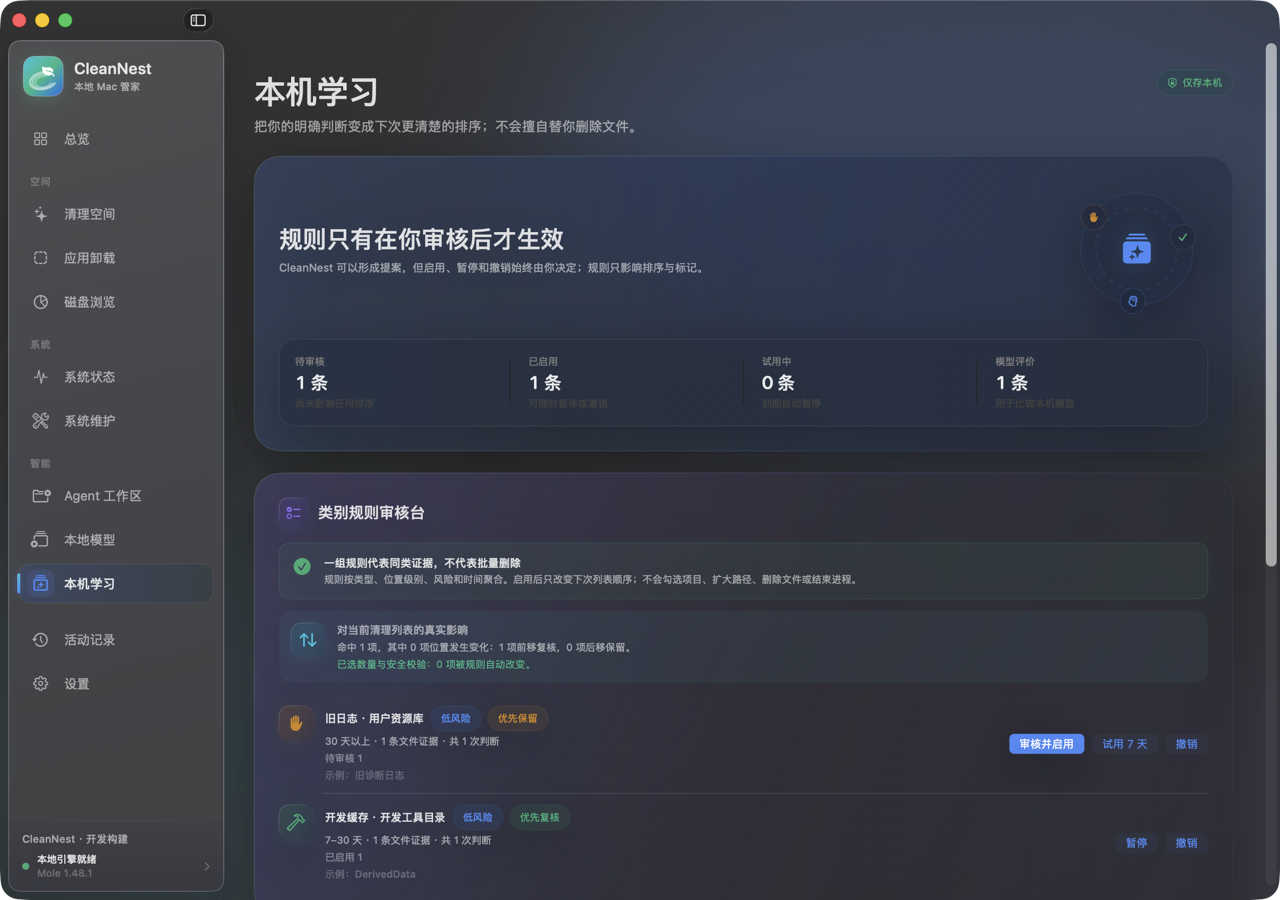 CleanNest
本地 Mac 管家
总览
空间
清理空间
应用卸载
磁盘浏览
系统
系统状态
系统维护
智能
Agent 工作区
本地模型
本机学习
活动记录
设置
CleanNest · 开发构建
本地引擎就绪
Mole 1.48.1
本机学习
仅存本机
把你的明确判断变成下次更清楚的排序；不会擅自替你删除文件。
规则只有在你审核后才生效
CleanNest 可以形成提案，但启用、暂停和撤销始终由你决定；规则只影响排序与标记。
待审核
1 条
尚未影响任何排序
已启用
1 条
可随时暂停或撤销
试用中
0 条
到期自动暂停
模型评价
1 条
用于比较本机模型
类别规则审核台
一组规则代表同类证据，不代表批量删除
规则按类型、位置级别、风险和时间聚合。启用后只改变下次列表顺序；不会勾选项目、扩大路径、删除文件或结束进程。
对当前清理列表的真实影响
命中 1 项，其中 0 项位置发生变化：1 项前移复核，0 项后移保留。
已选数量与安全校验：0 项被规则自动改变。
旧日志 · 用户资源库 低风险 优先保留
30 天以上 · 1 条文件证据 · 共 1 次判断
待审核 1
示例：旧诊断日志
审核并启用 试用 7 天 撤销
开发缓存 · 开发工具目录 低风险 优先复核
7–30 天 · 1 条文件证据 · 共 1 次判断
已启用 1
示例：DerivedData
暂停 撤销